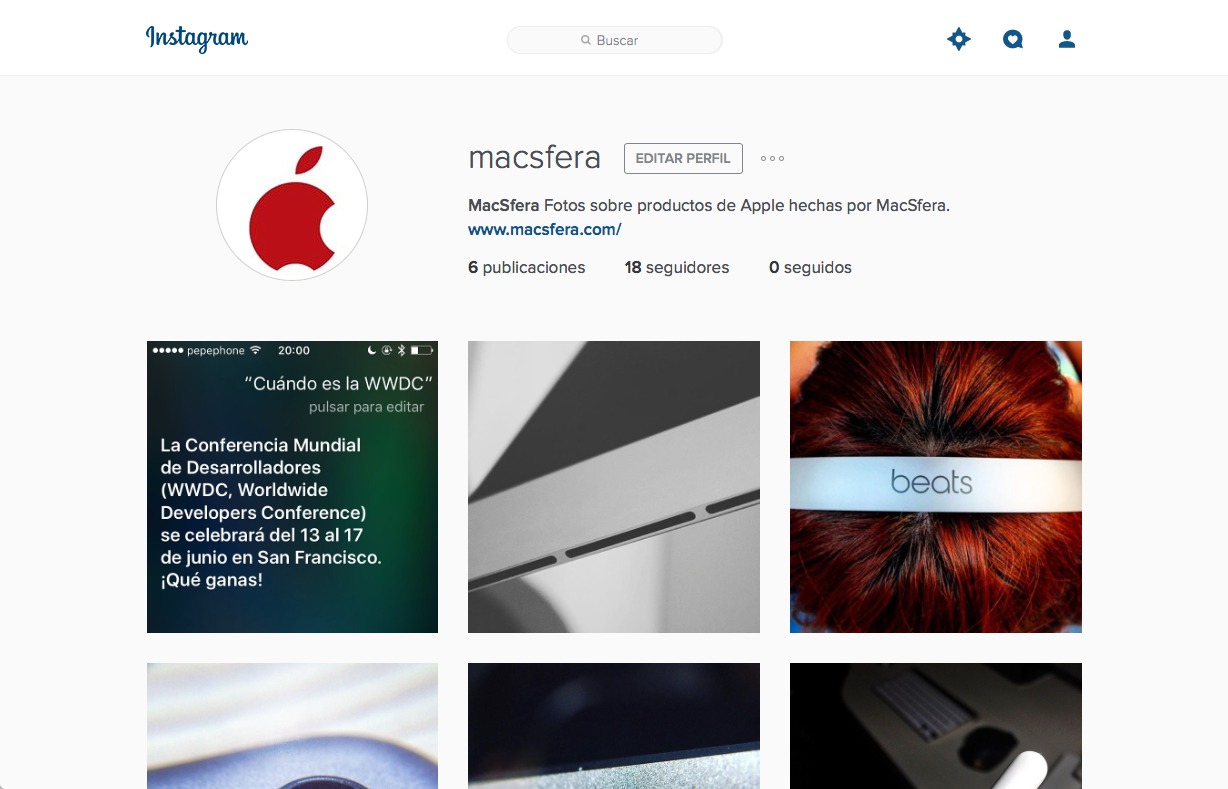 Instagram
Buscar
macsfera
EDITAR PERFIL
MacSfera Fotos sobre productos de Apple hechas por MacSfera.
www.macsfera.com/
6 publicaciones 18 seguidores 0 seguidos
pepephone 20:00
“Cuándo es la WWDC”
pulsar para editar
La Conferencia Mundial
de Desarrolladores
(WWDC, Worldwide
Developers Conference)
se celebrará del 13 al 17
de junio en San Francisco.
¡Qué ganas!
beats